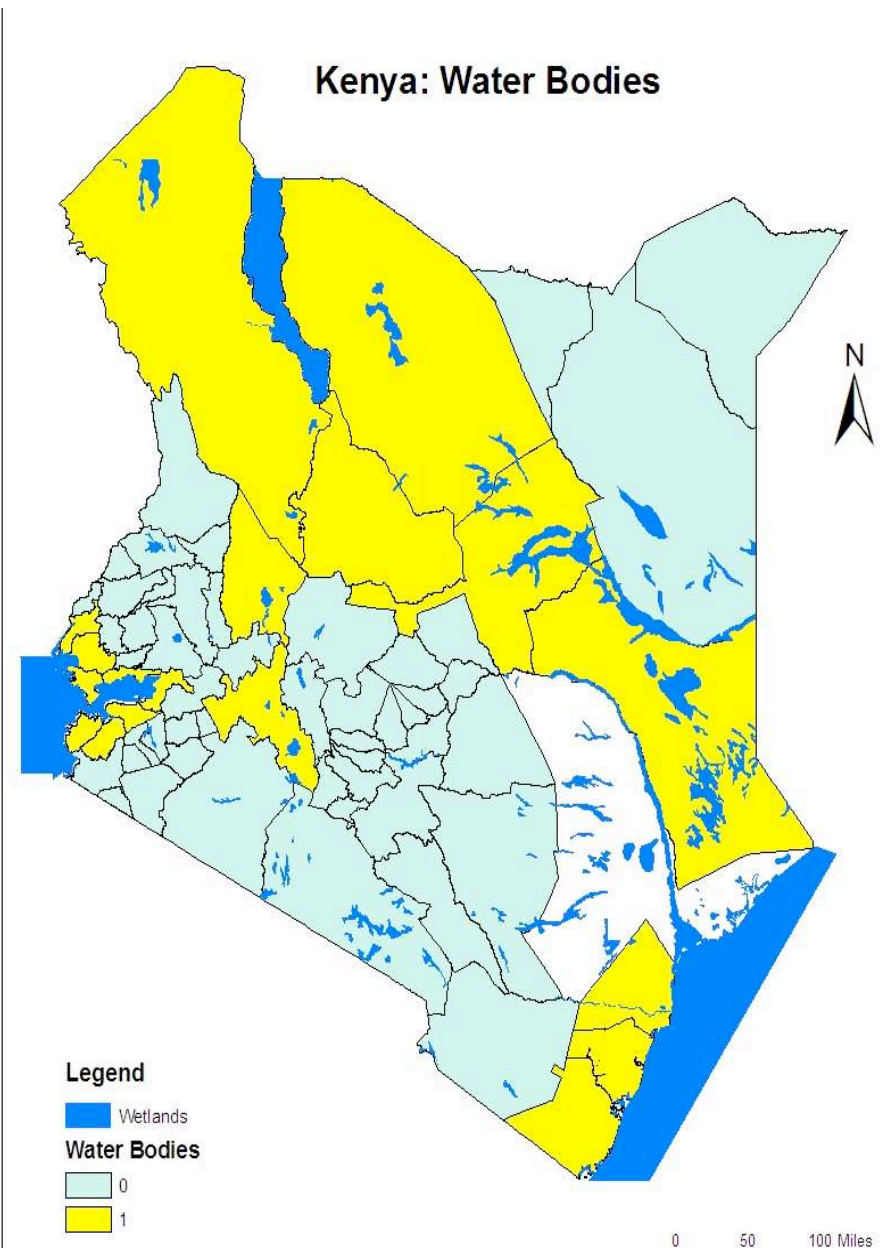 Kenya: Water Bodies
N
Legend
Wetlands
Water Bodies
0
1
0 50 100 Miles